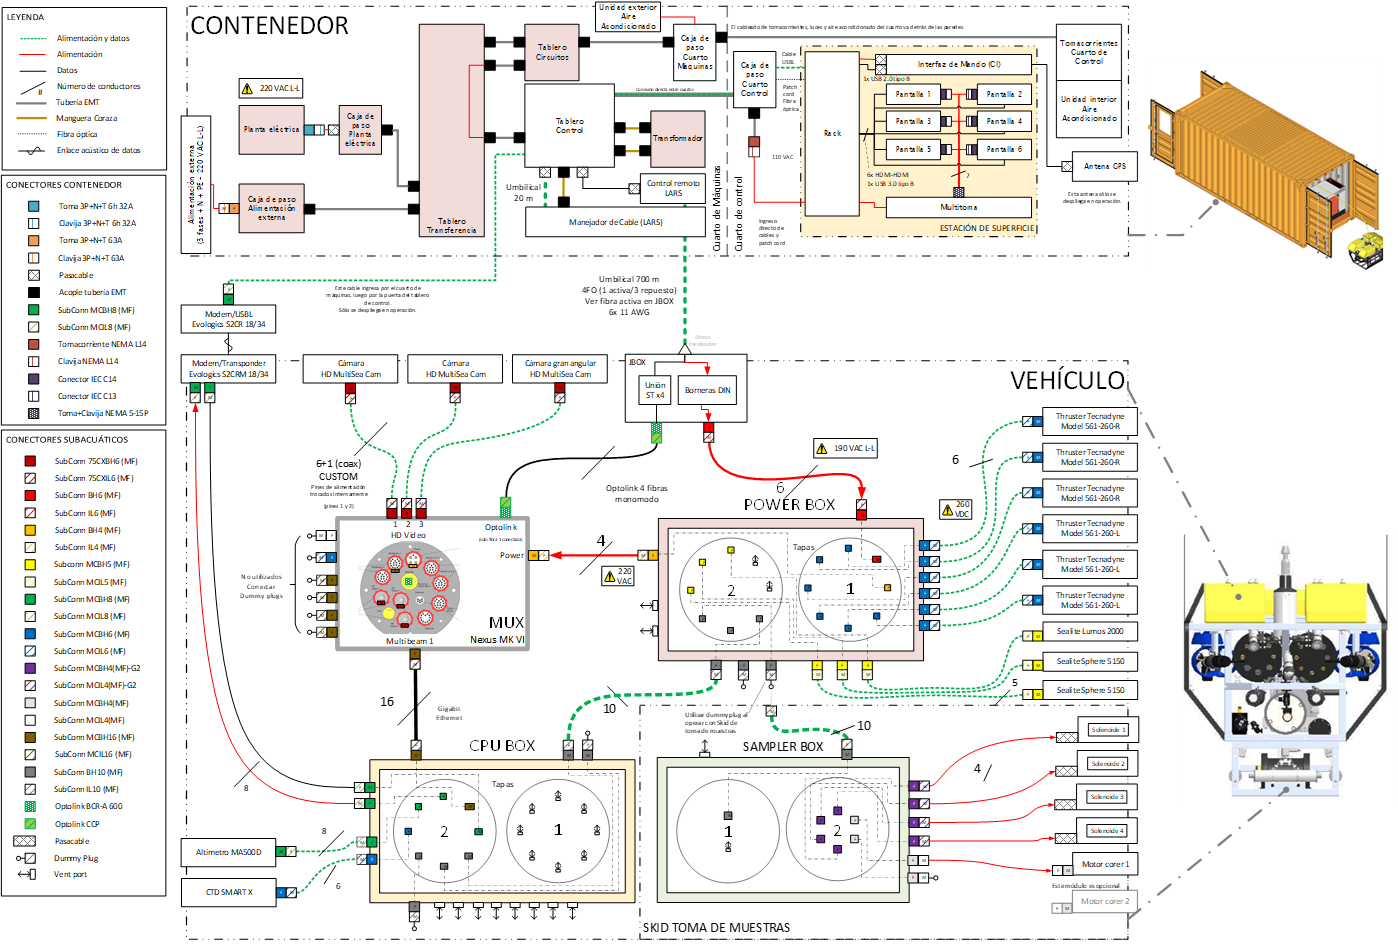 LEYENDA
Alimentación y datos
Alimentación
Datos
#
Número de conductores
Tubería EMT
Manguera Coraza
Fibra óptica
Enlace acústico de datos
CONECTORES CONTENEDOR
Toma 3P+N+T 6h 32A
Clavija 3P+N+T 6h 32A
Toma 3P+N+T 63A
Clavija 3P+N+T 63A
Pasacable
Acople tubería EMT
SubConn MCBH8 (MF)
SubConn MCIL8 (MF)
Tomacorriente NEMA L14
Clavija NEMA L14
Conector IEC C14
Conector IEC C13
Toma+Clavija NEMA 5-15P
CONECTORES SUBACUÁTICOS
SubConn 75CXBH6 (MF)
SubConn 75CXIL6 (MF)
SubConn BH6 (MF)
SubConn IL6 (MF)
SubConn BH4 (MF)
SubConn IL4 (MF)
Subconn MCBH5 (MF)
SubConn MCIL5 (MF)
SubConn MCBH8 (MF)
SubConn MCIL8 (MF)
SubConn MCBH6 (MF)
SubConn MCIL6 (MF)
SubConn MCBH4(MF)-G2
SubConn MCIL4(MF)-G2
SubConn MCBH4(MF)
SubConn MCIL4(MF)
SubConn MCBH16 (MF)
SubConn MCIL16 (MF)
SubConn BH10 (MF)
SubConn IL10 (MF)
Optolink BCR-A 600
Optolink CCP
Pasacable
Dummy Plug
Vent port
CONTENEDOR
220 VAC L-L
Planta eléctrica
Caja de
paso
Planta
eléctrica
Alimentación externa
(3 fases + N + PE - 220 VAC L-L)
Caja de paso
Alimentación
externa
Tablero
Transferencia
Tablero
Circuitos
Unidad exterior
Aire
Acondicionado
Caja de
paso
Cuarto
Maquinas
El cableado de tomacorrientes, luces y aire acondicionado del cuarto va detrás de las paredes
Conexión directa entre cuartos
Tablero
Control
Transformador
Control remoto
LARS
Umbilical
20 m
Manejador de Cable (LARS)
Cuarto de Máquinas
Cuarto de control
Caja de
paso
Cuarto
Control
Cable
USBL
Patch
cord
Fibra
óptica
110 VAC
Ingreso
directo de
cables y
patch cord
Rack
Interfaz de Mando (CI)
1x USB 2.0 tipo B
Pantalla 1
Pantalla 2
Pantalla 3
Pantalla 4
Pantalla 5
Pantalla 6
6x HDMI-HDMI
1x USB 3.0 tipo B
7
Multitoma
ESTACIÓN DE SUPERFICIE
Tomacorrientes
Cuarto de
Control
Unidad interior
Aire
Acondicionado
Antena GPS
Esta antena sólo se
despliega en operación.
Este cable ingresa por el cuarto de
máquinas, luego por la puerta del tablero
de control.
Sólo se despliega en operación.
Umbilical 700 m
4FO (1 activa/3 repuesto)
Ver fibra activa en JBOX
6x 11 AWG
Modem/USBL
Evologics S2CR 18/34
Modem/Transponder
Evologics S2CRM 18/34
Cámara
HD MultiSea Cam
Cámara
HD MultiSea Cam
Cámara gran angular
HD MultiSea Cam
JBOX
Unión
ST x4
Borneras DIN
VEHÍCULO
6+1 (coax)
CUSTOM
Pines de alimentación
trocados internamente
(pines 1 y 2)
Optolink 4 fibras
monomodo
190 VAC L-L
6
POWER BOX
Tapas
2
1
260
VDC
6
Thruster Tecnadyne
Model 561-260-R
Thruster Tecnadyne
Model 561-260-R
Thruster Tecnadyne
Model 561-260-R
Thruster Tecnadyne
Model 561-260-L
Thruster Tecnadyne
Model 561-260-L
Thruster Tecnadyne
Model 561-260-L
Sealite Lumos 2000
Sealite Sphere 5150
Sealite Sphere 5150
5
1
2
3
HD Video
Optolink
(sólo fibra 1 conectada)
Power
4
220
VAC
No utilizados
Conectar
Dummy plugs
MUX
Nexus MK VI
Multibeam 1
16
Gigabit
Ethernet
10
Utilizar dummy plug al
operar con Skid de
toma de muestras
10
CPU BOX
Tapas
2
1
8
8
6
Altímetro MA500D
CTD SMART X
SAMPLER BOX
1
2
4
Solenoide 1
Solenoide 2
Solenoide 3
Solenoide 4
Motor corer 1
Este módulo es opcional
Motor corer 2
SKID TOMA DE MUESTRAS